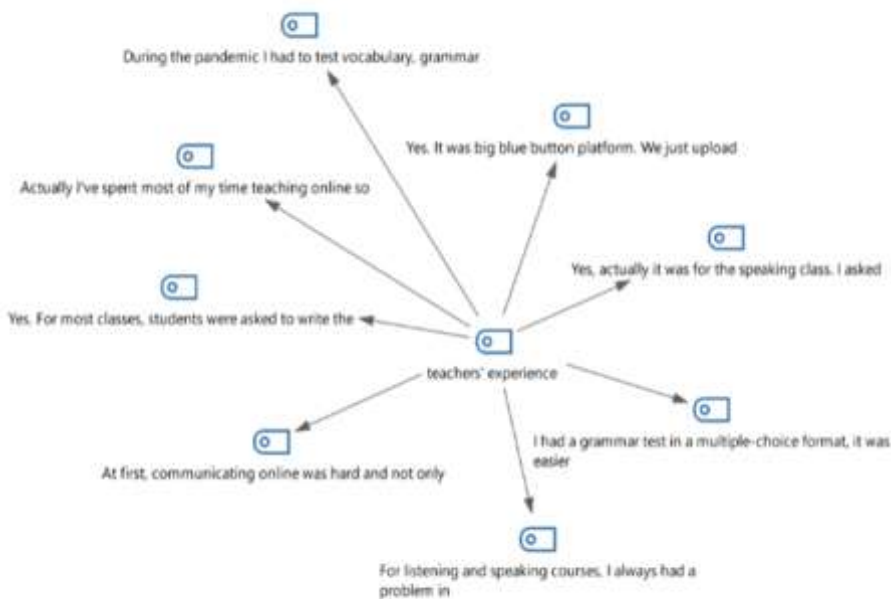 During the pandemic I had to test vocabulary, grammar
Yes. It was big blue button platform. We just upload
Actually I've spent most of my time teaching online so
Yes, actually it was for the speaking class. I asked
Yes. For most classes, students were asked to write the
teachers' experience
I had a grammar test in a multiple-choice format, it was
easier
At first, communicating online was hard and not only
For listening and speaking courses, I always had a
problem in